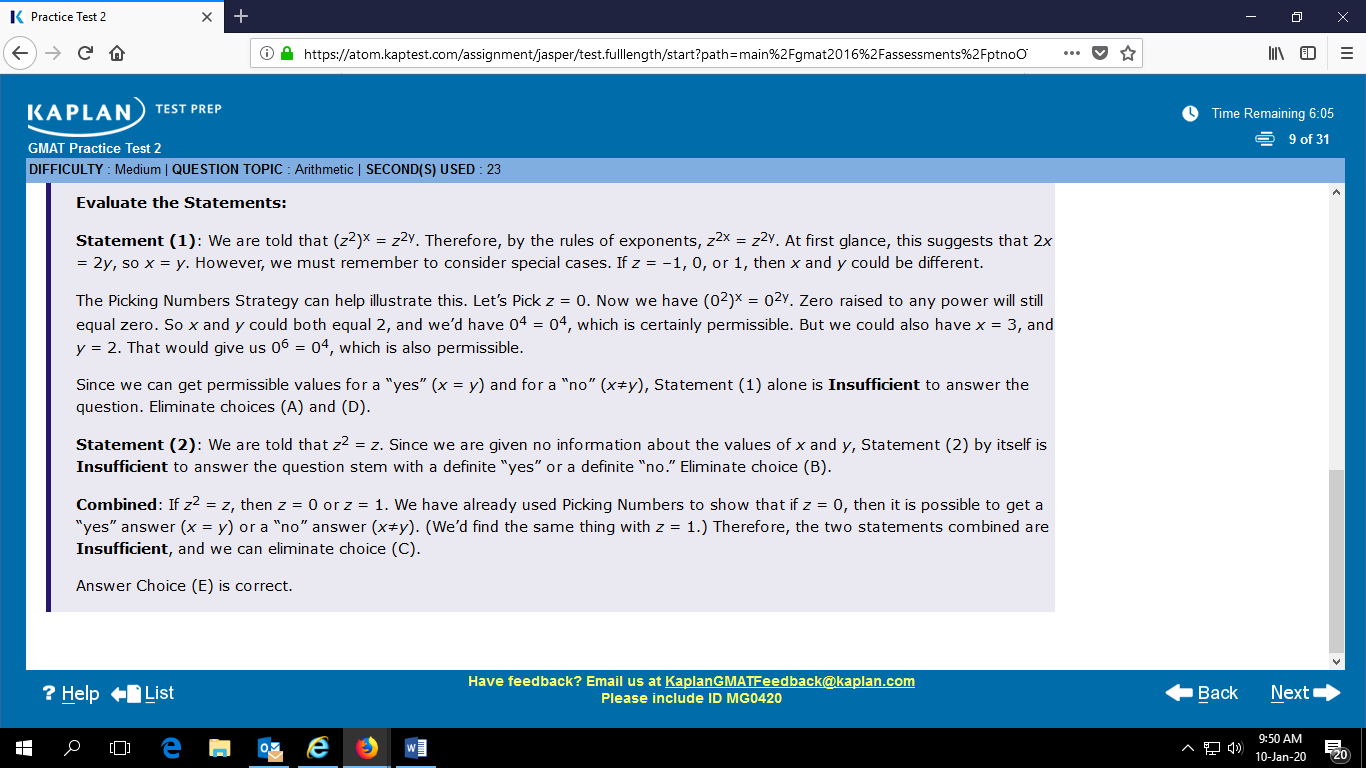 Practice Test 2
https://atom.kaptest.com/assignment/jasper/test.fulllength/start?path=main%2Fgmat2016%2Fassessments%2FptnoO
KAPLAN TEST PREP
Time Remaining 6:05
GMAT Practice Test 2
9 of 31
DIFFICULTY : Medium | QUESTION TOPIC : Arithmetic | SECOND(S) USED : 23
Evaluate the Statements:
Statement (1): We are told that (z²)ˣ = z²ʸ. Therefore, by the rules of exponents, z²ˣ = z²ʸ. At first glance, this suggests that 2x
= 2y, so x = y. However, we must remember to consider special cases. If z = −1, 0, or 1, then x and y could be different.
The Picking Numbers Strategy can help illustrate this. Let’s Pick z = 0. Now we have (0²)ˣ = 0²ʸ. Zero raised to any power will still
equal zero. So x and y could both equal 2, and we’d have 0⁴ = 0⁴, which is certainly permissible. But we could also have x = 3, and
y = 2. That would give us 0⁶ = 0⁴, which is also permissible.
Since we can get permissible values for a “yes” (x = y) and for a “no” (x≠y), Statement (1) alone is Insufficient to answer the
question. Eliminate choices (A) and (D).
Statement (2): We are told that z² = z. Since we are given no information about the values of x and y, Statement (2) by itself is
Insufficient to answer the question stem with a definite “yes” or a definite “no.” Eliminate choice (B).
Combined: If z² = z, then z = 0 or z = 1. We have already used Picking Numbers to show that if z = 0, then it is possible to get a
“yes” answer (x = y) or a “no” answer (x≠y). (We’d find the same thing with z = 1.) Therefore, the two statements combined are
Insufficient, and we can eliminate choice (C).
Answer Choice (E) is correct.
? Help
List
Have feedback? Email us at KaplanGMATFeedback@kaplan.com
Please include ID MG0420
Back
Next
9:50 AM
10-Jan-20
20